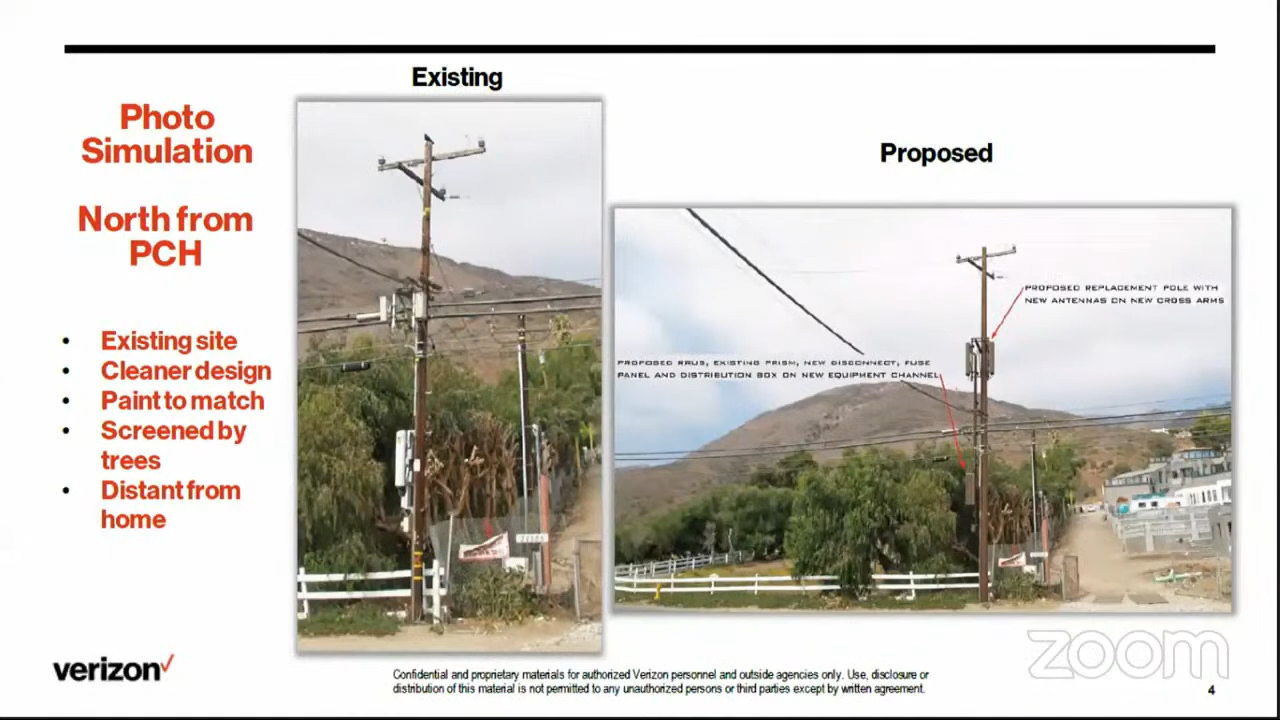 Existing
Photo
Simulation
North from
PCH
Proposed
• Existing site
• Cleaner design
• Paint to match
• Screened by
trees
• Distant from
home
PROPOSED REPLACEMENT POLE WITH
NEW ANTENNAS ON NEW CROSS ARMS
PROPOSED RRUS, EXISTING PRISM, NEW DISCONNECT, FUSE
PANEL AND DISTRIBUTION BOX ON NEW EQUIPMENT CHANNEL
verizon
Confidential and proprietary materials for authorized Verizon personnel and outside agencies only. Use, disclosure or
distribution of this material is not permitted to any unauthorized persons or third parties except by written agreement.
zoom
4